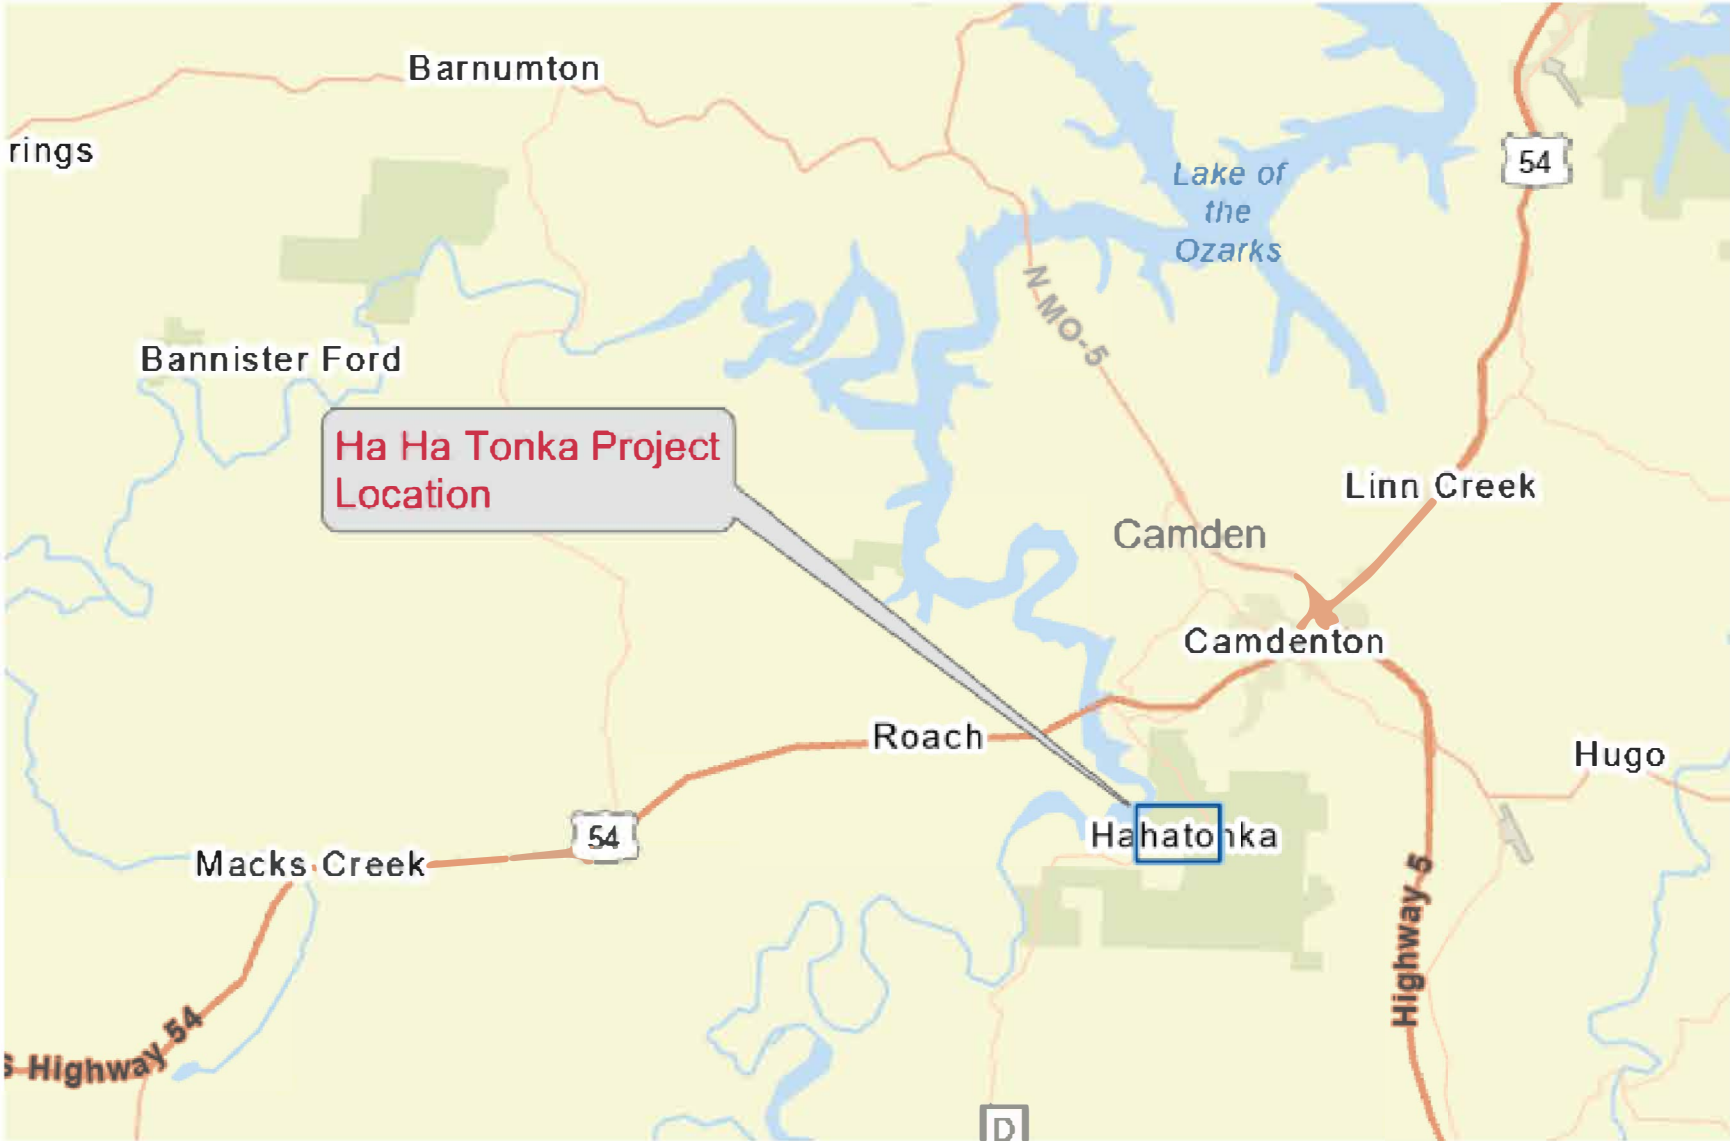 Barnumton
rings
54
Lake of
the
Ozarks
N MO-5
Bannister Ford
Ha Ha Tonka Project
Location
Linn Creek
Camden
Camdenton
Roach
Hugo
54
Hahatonka
Macks Creek
Highway 5
s Highway 54
D